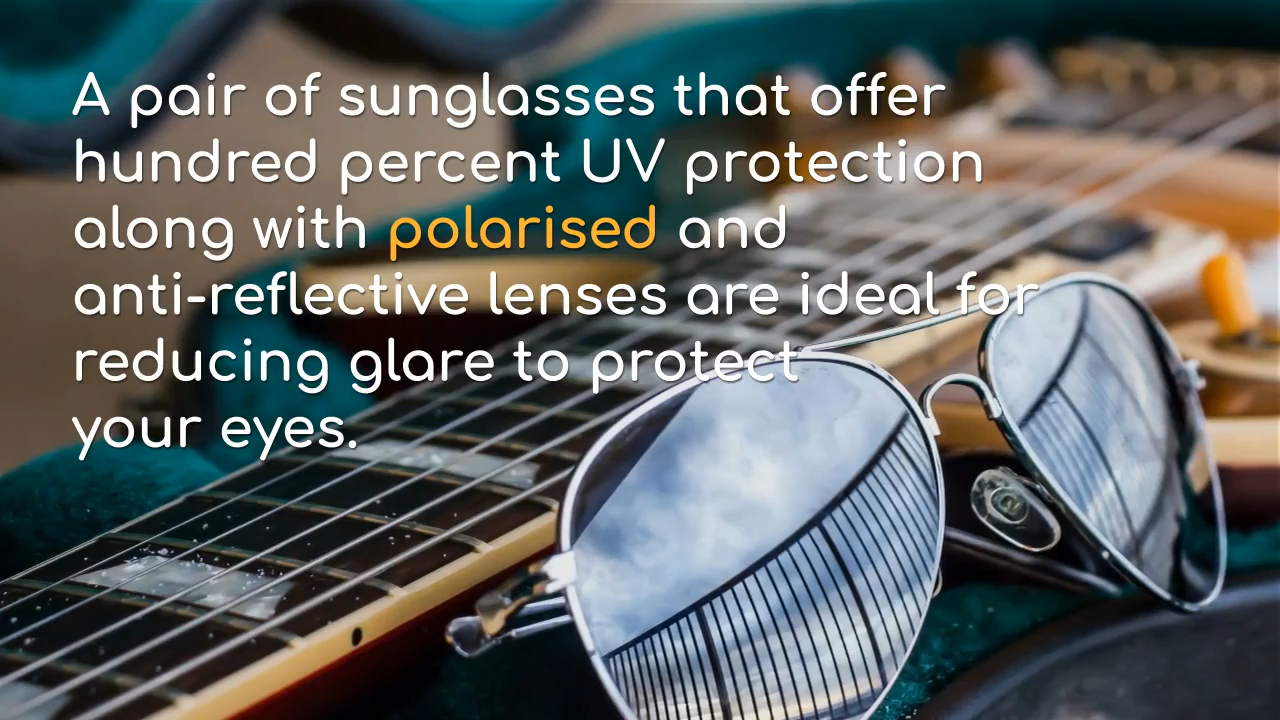 A pair of sunglasses that offer
hundred percent UV protection
along with polarised and
anti-reflective lenses are ideal for
reducing glare to protect
your eyes.